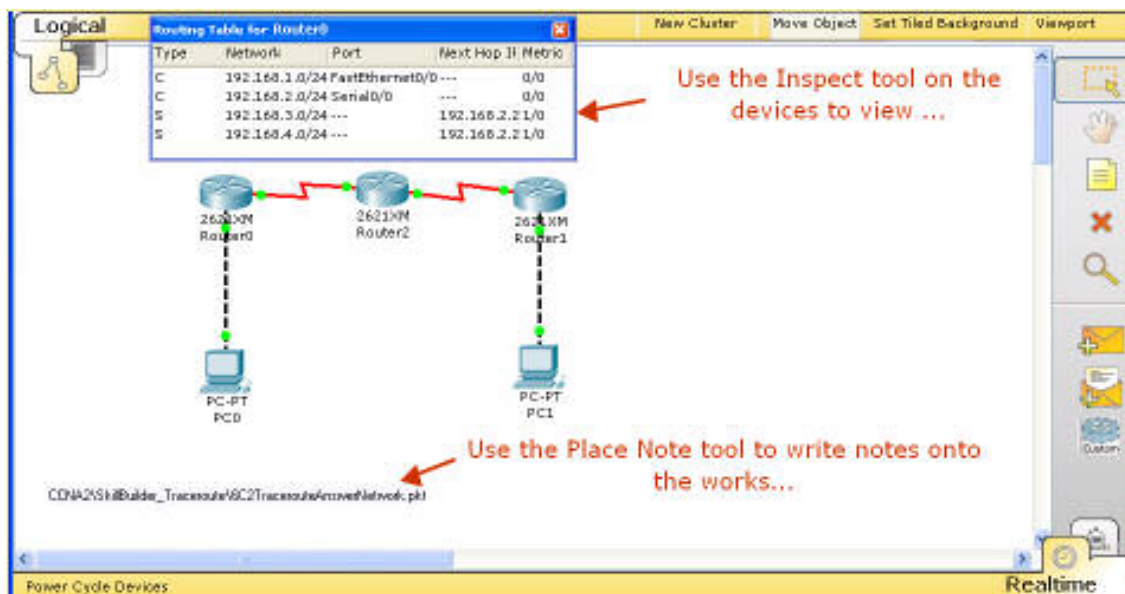 Logical
New Cluster
Move Object
Set Tiled Background
Viewport
Routing Table for Router0
Type Network Port Next Hop IP Metric
C 192.168.1.0/24 FastEthernet0/0 --- 0/0
C 192.168.2.0/24 Serial0/0 --- 0/0
S 192.168.3.0/24 --- 192.168.2.2 1/0
S 192.168.4.0/24 --- 192.168.2.2 1/0
Use the Inspect tool on the
devices to view ...
2621XM
Router0
2621XM
Router2
2621XM
Router1
PC-PT
PC0
PC-PT
PC1
Custom
Use the Place Note tool to write notes onto
the works...
Power Cycle Devices
Realtime